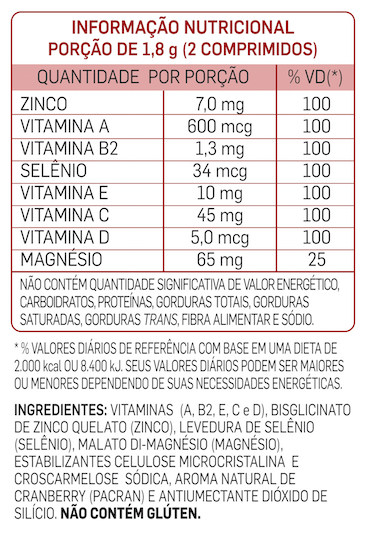 INFORMAÇÃO NUTRICIONAL
PORÇÃO DE 1,8 g (2 COMPRIMIDOS)
QUANTIDADE POR PORÇÃO % VD(*)
ZINCO 7,0 mg 100
VITAMINA A 600 mcg 100
VITAMINA B2 1,3 mg 100
SELÊNIO 34 mcg 100
VITAMINA E 10 mg 100
VITAMINA C 45 mg 100
VITAMINA D 5,0 mcg 100
MAGNÉSIO 65 mg 25
NÃO CONTÉM QUANTIDADE SIGNIFICATIVA DE VALOR ENERGÉTICO,
CARBOIDRATOS, PROTEÍNAS, GORDURAS TOTAIS, GORDURAS
SATURADAS, GORDURAS TRANS, FIBRA ALIMENTAR E SÓDIO.
* % VALORES DIÁRIOS DE REFERÊNCIA COM BASE EM UMA DIETA DE
2.000 kcal OU 8.400 kJ. SEUS VALORES DIÁRIOS PODEM SER MAIORES
OU MENORES DEPENDENDO DE SUAS NECESSIDADES ENERGÉTICAS.
INGREDIENTES: VITAMINAS (A, B2, E, C e D), BISGLICINATO
DE ZINCO QUELATO (ZINCO), LEVEDURA DE SELÊNIO
(SELÊNIO), MALATO DI-MAGNÉSIO (MAGNÉSIO),
ESTABILIZANTES CELULOSE MICROCRISTALINA E
CROSCARMELOSE SÓDICA, AROMA NATURAL DE
CRANBERRY (PACRAN) E ANTIUMECTANTE DIÓXIDO DE
SILÍCIO. NÃO CONTÉM GLÚTEN.